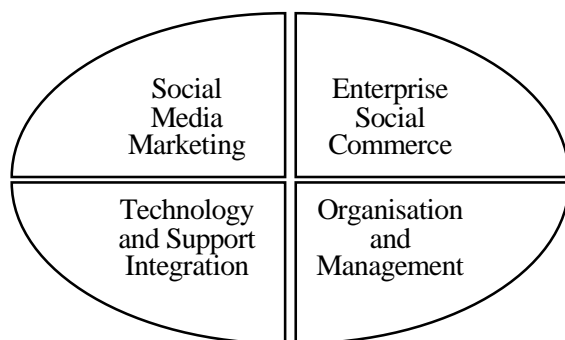 Social
Media
Marketing
Enterprise
Social
Commerce
Technology
and Support
Integration
Organisation
and
Management